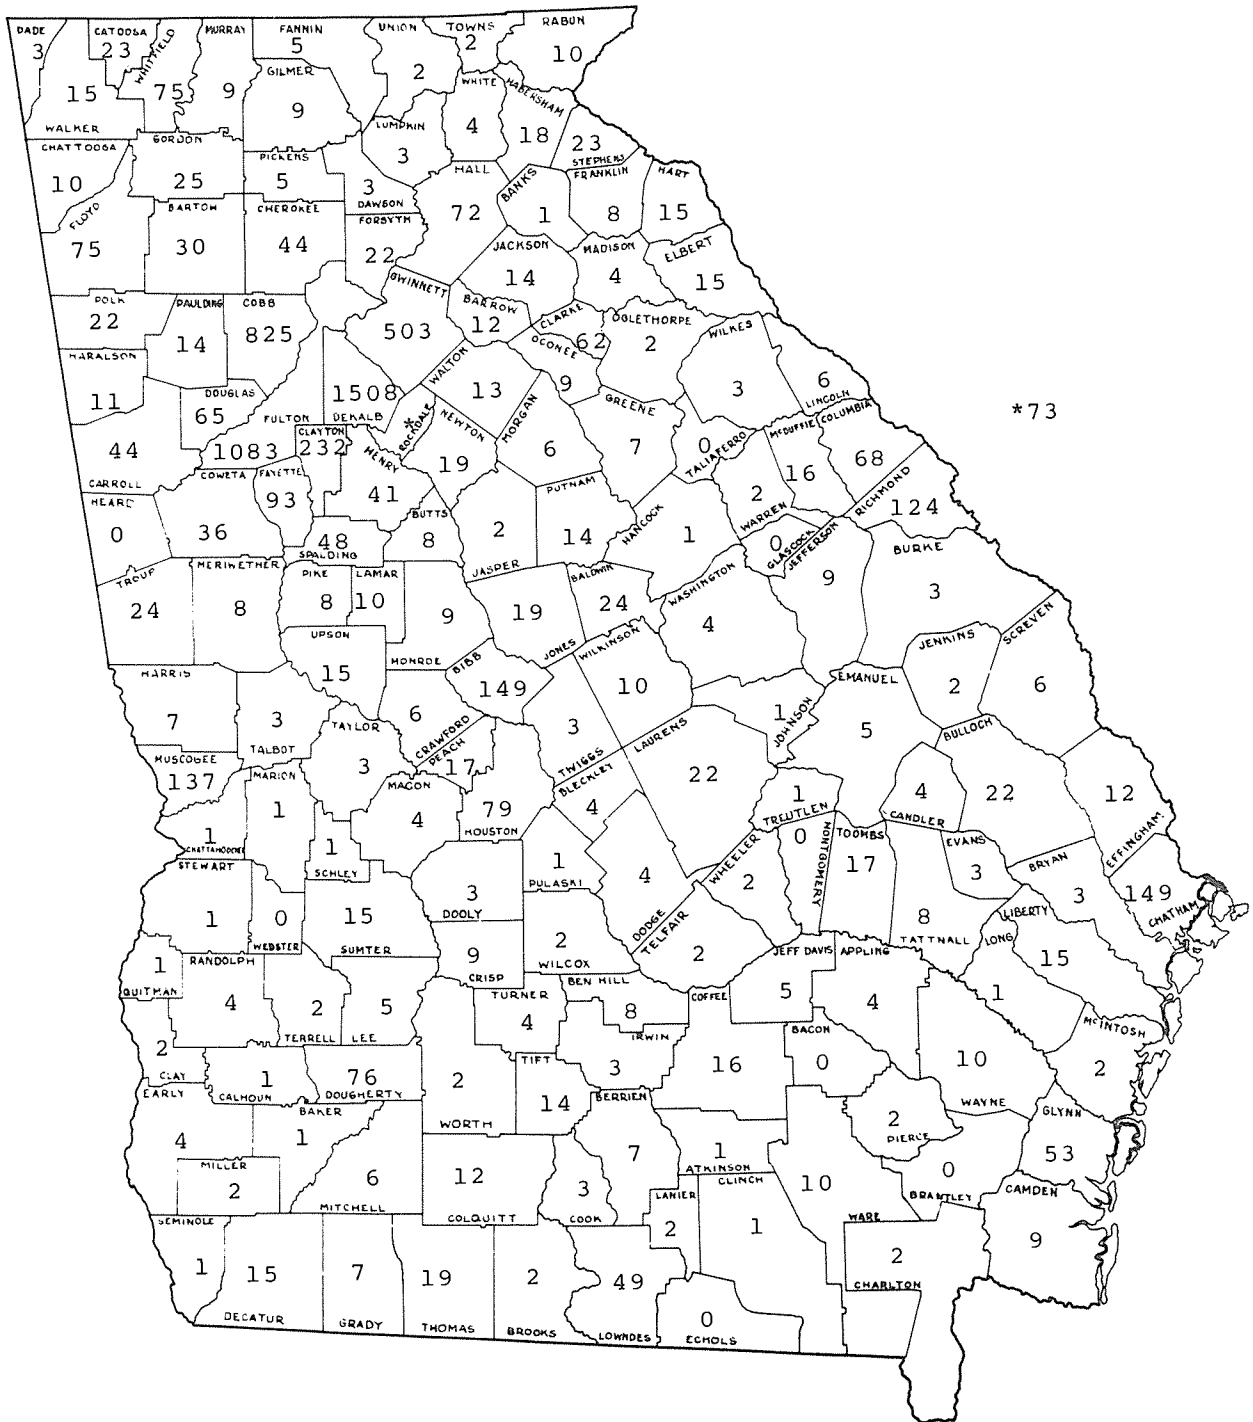 DADE
3
CATOOSA
23
WHITFIELD
75
MURRAY
9
FANNIN
5
UNION
2
TOWNS
2
RABUN
10
WALKER
15
GILMER
9
LUMPKIN
3
WHITE
4
HABERSHAM
18
STEPHENS
23
CHATTOOGA
10
GORDON
25
PICKENS
5
DAWSON
3
HALL
72
BANKS
1
FRANKLIN
8
HART
15
FLOYD
75
BARTOW
30
CHEROKEE
44
FORSYTH
22
JACKSON
14
MADISON
4
ELBERT
15
POLK
22
PAULDING
14
COBB
825
GWINNETT
503
BARROW
12
CLARKE
62
OCONEE
9
OGLETHORPE
2
WILKES
3
LINCOLN
6
HARALSON
11
DOUGLAS
65
FULTON
1083
DEKALB
1508
WALTON
13
MORGAN
6
GREENE
7
TALIAFERRO
0
MCDUFFIE
16
COLUMBIA
68
*73
CARROLL
44
CLAYTON
232
ROCKDALE
*
NEWTON
19
HENRY
41
RICHMOND
124
HEARD
0
COWETA
36
FAYETTE
93
SPALDING
48
BUTTS
8
JASPER
2
PUTNAM
14
HANCOCK
1
WARREN
2
GLASCOCK
0
JEFFERSON
9
BURKE
3
TROUP
24
MERIWETHER
8
PIKE
8
LAMAR
10
MONROE
9
JONES
19
BALDWIN
24
WASHINGTON
4
JENKINS
2
SCREVEN
6
UPSON
15
BIBB
149
WILKINSON
10
JOHNSON
1
EMANUEL
5
HARRIS
7
TALBOT
3
TAYLOR
3
CRAWFORD
6
PEACH
17
TWIGGS
3
LAURENS
22
BULLOCH
22
EFFINGHAM
12
MUSCOGEE
137
MARION
1
MACON
4
HOUSTON
79
BLECKLEY
4
TREUTLEN
1
CANDLER
4
CHATTAHOOCHEE
1
SCHLEY
1
PULASKI
1
DODGE
4
WHEELER
2
MONTGOMERY
0
TOOMBS
17
EVANS
3
BRYAN
3
CHATHAM
149
STEWART
1
WEBSTER
0
SUMTER
15
DOOLY
3
WILCOX
2
TELFAIR
2
JEFF DAVIS
5
APPLING
4
TATTNALL
8
LONG
1
LIBERTY
15
QUITMAN
1
RANDOLPH
4
TERRELL
2
LEE
5
CRISP
9
TURNER
4
BEN HILL
8
COFFEE
16
BACON
0
WAYNE
10
MCINTOSH
2
CLAY
2
CALHOUN
1
DOUGHERTY
76
WORTH
2
TIFT
14
IRWIN
3
EARLY
4
BAKER
1
BERRIEN
7
ATKINSON
1
PIERCE
2
BRANTLEY
0
GLYNN
53
MILLER
2
MITCHELL
6
COLQUITT
12
COOK
3
LANIER
2
CLINCH
1
WARE
10
CAMDEN
9
SEMINOLE
1
DECATUR
15
GRADY
7
THOMAS
19
BROOKS
2
LOWNDES
49
ECHOLS
0
CHARLTON
2